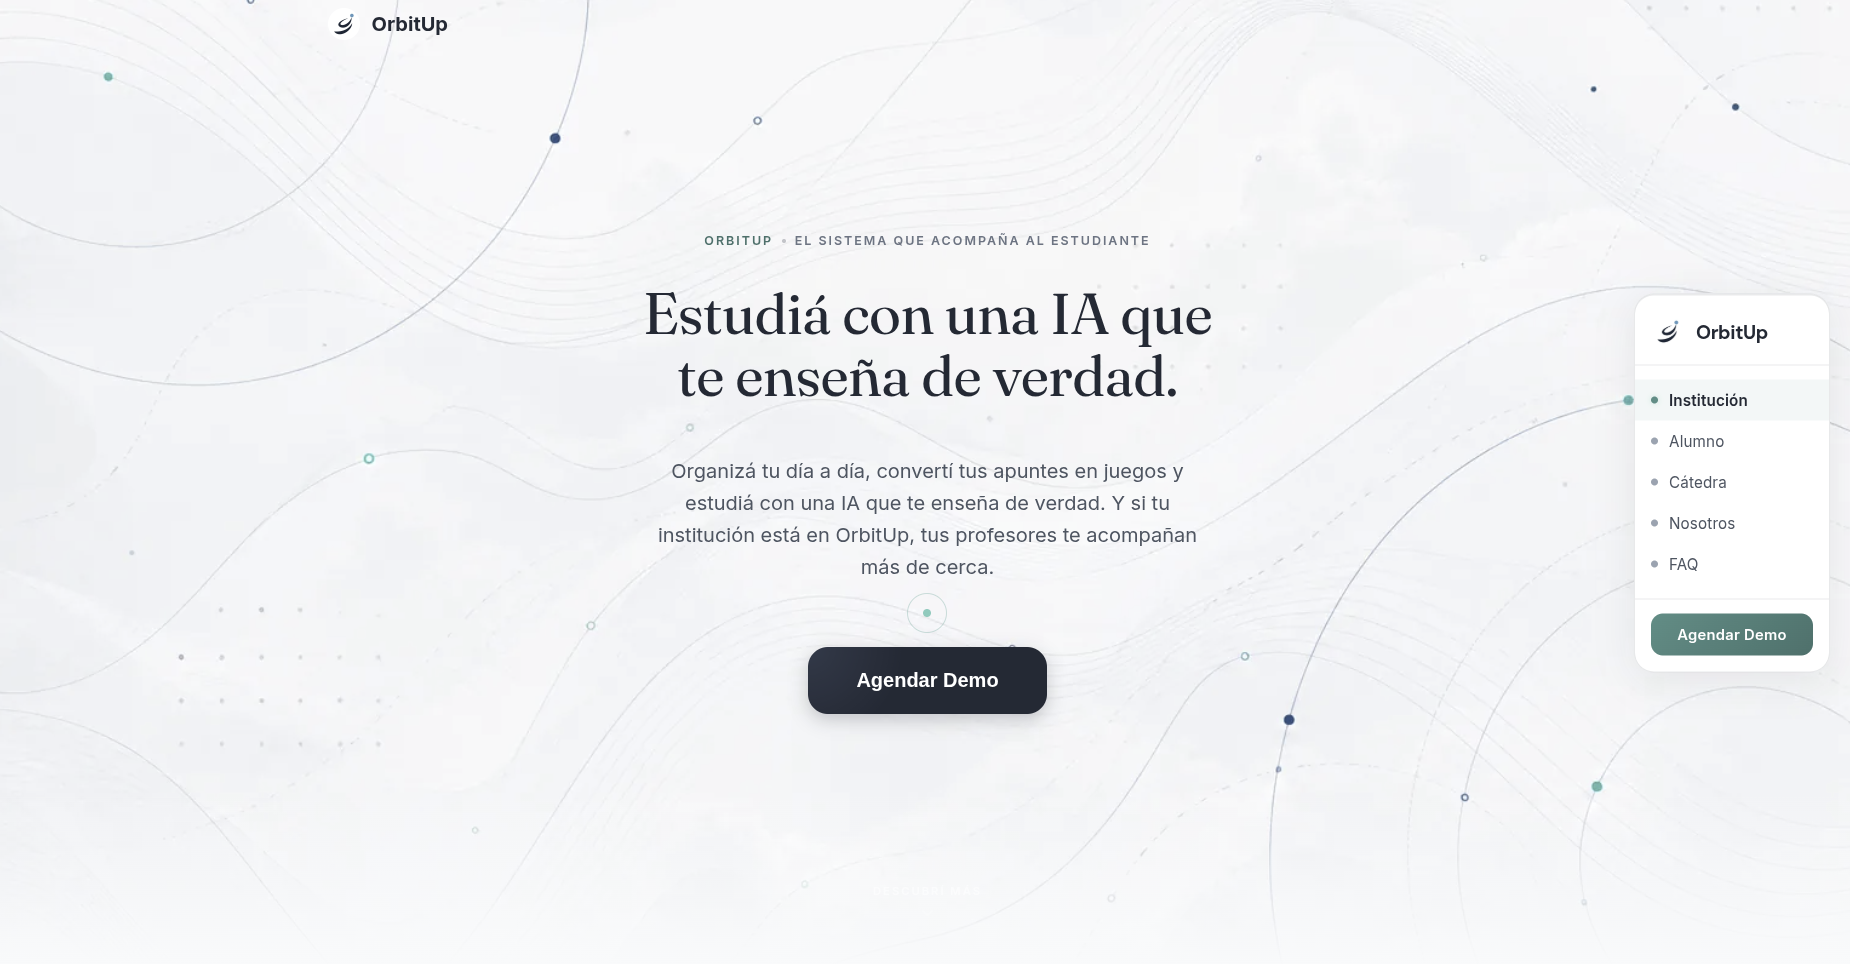 OrbitUp
ORBITUP • EL SISTEMA QUE ACOMPAÑA AL ESTUDIANTE
Estudiá con una IA que
te enseña de verdad.
Organizá tu día a día, convertí tus apuntes en juegos y
estudiá con una IA que te enseña de verdad. Y si tu
institución está en OrbitUp, tus profesores te acompañan
más de cerca.
Agendar Demo
OrbitUp
Institución
Alumno
Cátedra
Nosotros
FAQ
Agendar Demo